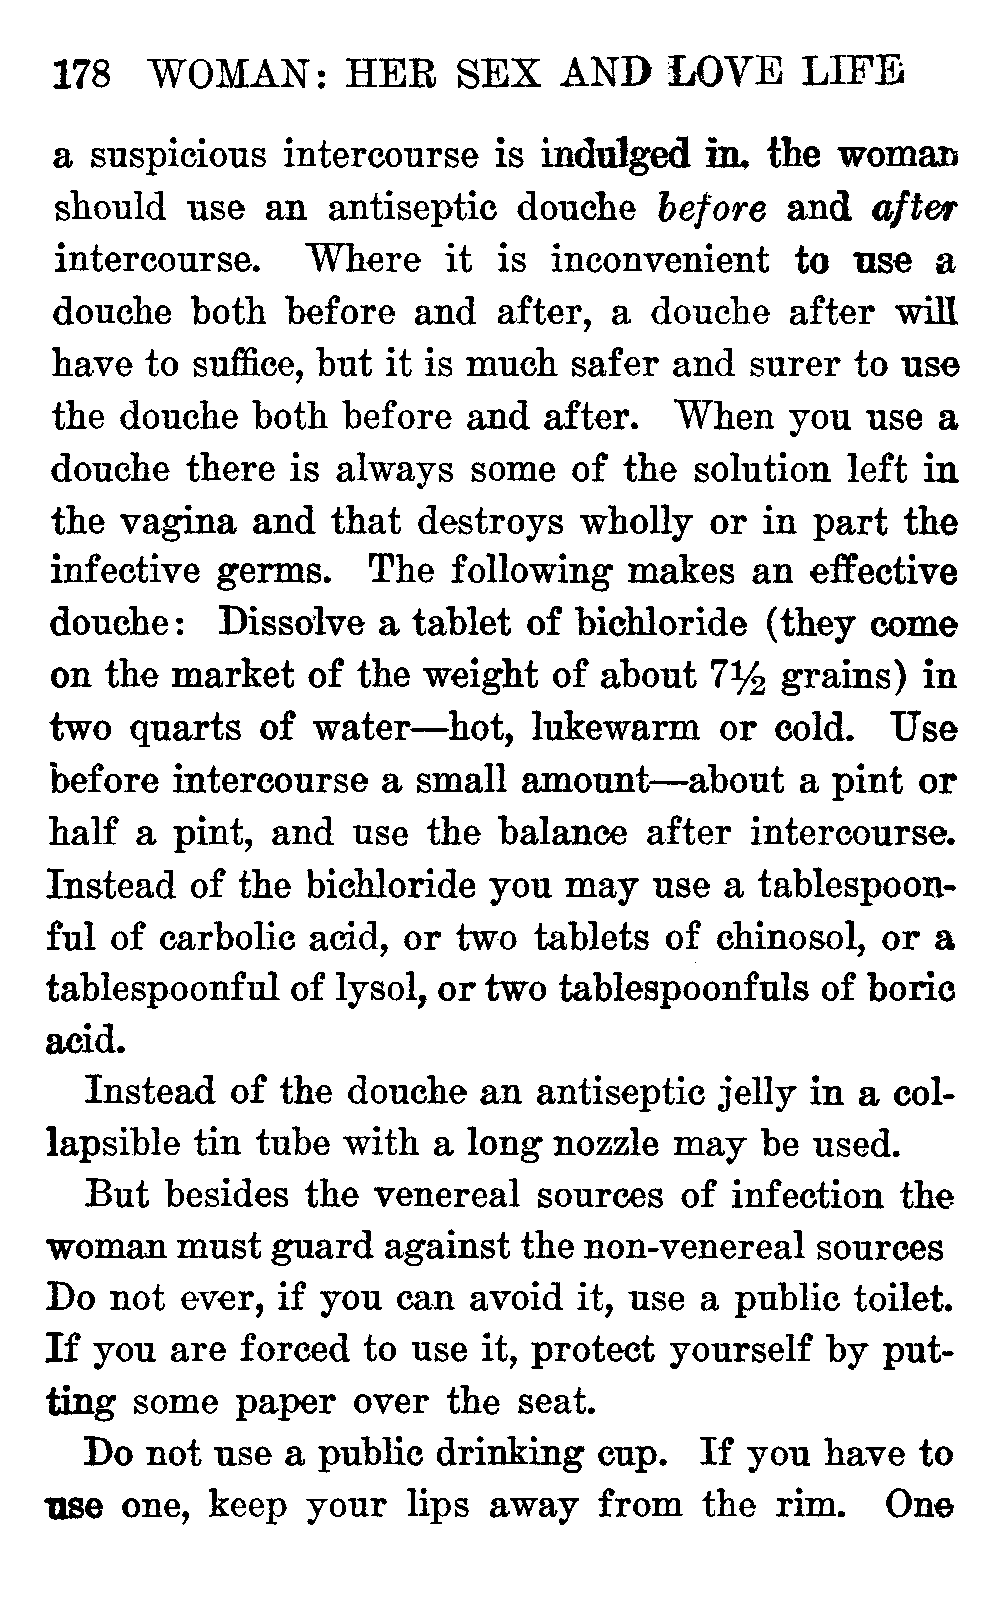 178 WOMAN: HER SEX AND LOVE LIFE
a suspicious intercourse is indulged in, the woman
should use an antiseptic douche before and after
intercourse. Where it is inconvenient to use a
douche both before and after, a douche after will
have to suffice, but it is much safer and surer to use
the douche both before and after. When you use a
douche there is always some of the solution left in
the vagina and that destroys wholly or in part the
infective germs. The following makes an effective
douche: Dissolve a tablet of bichloride (they come
on the market of the weight of about 7½ grains) in
two quarts of water—hot, lukewarm or cold. Use
before intercourse a small amount—about a pint or
half a pint, and use the balance after intercourse.
Instead of the bichloride you may use a tablespoon-
ful of carbolic acid, or two tablets of chinosol, or a
tablespoonful of lysol, or two tablespoonfuls of boric
acid.
Instead of the douche an antiseptic jelly in a col-
lapsible tin tube with a long nozzle may be used.
But besides the venereal sources of infection the
woman must guard against the non-venereal sources
Do not ever, if you can avoid it, use a public toilet.
If you are forced to use it, protect yourself by put-
ting some paper over the seat.
Do not use a public drinking cup. If you have to
use one, keep your lips away from the rim. One